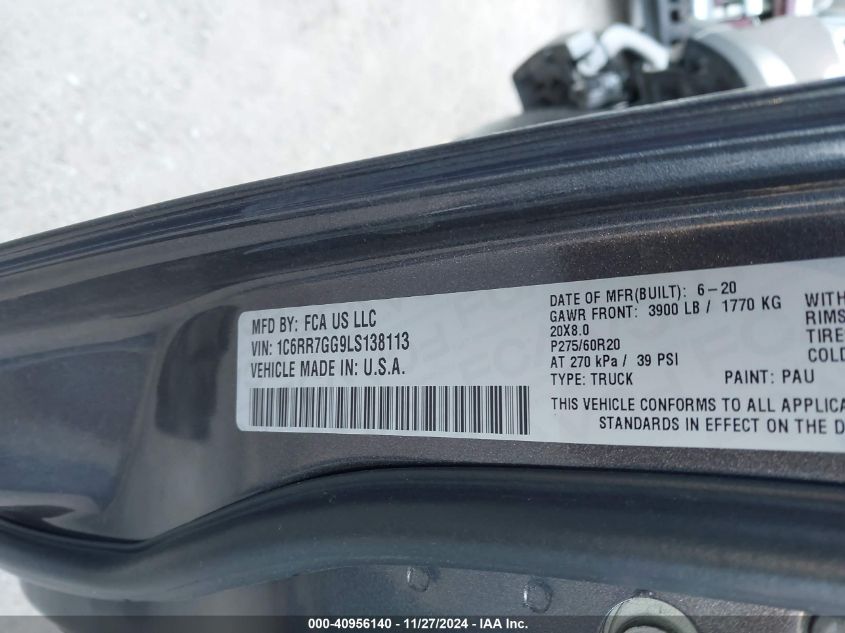 MFD BY: FCA US LLC
VIN: 1C6RR7GG9LS138113
VEHICLE MADE IN: U.S.A.
DATE OF MFR(BUILT): 6-20
GAWR FRONT: 3900 LB / 1770 KG
20X8.0
P275/60R20
AT 270 kPa / 39 PSI
TYPE: TRUCK PAINT: PAU
THIS VEHICLE CONFORMS TO ALL APPLICA
STANDARDS IN EFFECT ON THE D
WITH
RIMS
TIRE
COLD
000-40956140 - 11/27/2024 - IAA Inc.